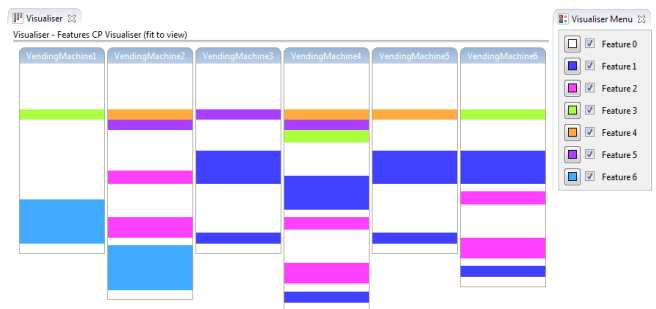 Visualiser
Visualiser Menu
Visualiser - Features CP Visualiser (fit to view)
VendingMachine1 VendingMachine2 VendingMachine3 VendingMachine4 VendingMachine5 VendingMachine6
Feature 0
Feature 1
Feature 2
Feature 3
Feature 4
Feature 5
Feature 6